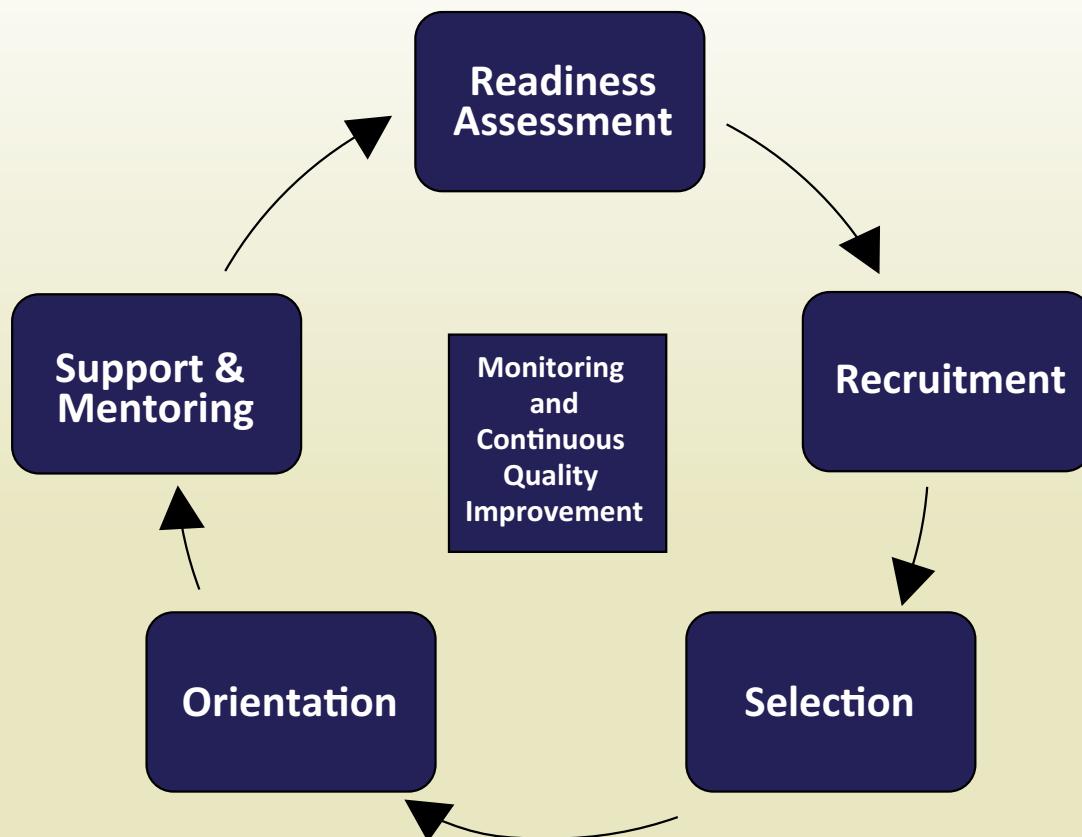 Readiness
Assessment
Recruitment
Selection
Orientation
Support &
Mentoring
Monitoring
and
Continuous
Quality
Improvement